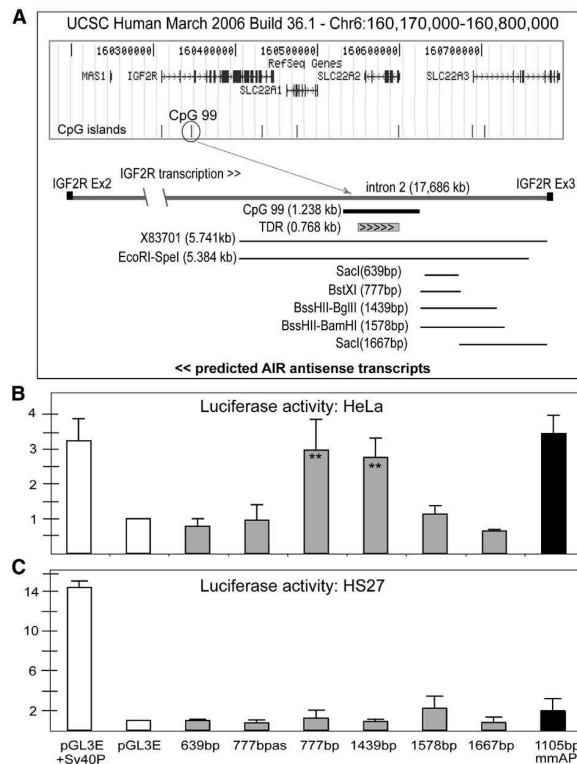 A
UCSC Human March 2006 Build 36.1 - Chr6:160,170,000-160,800,000
160300000 160400000 160500000 160600000 160700000
RefSeq Genes
MAS1 IGF2R SLC22A2 SLC22A3
SLC22A1
CpG 99
CpG islands
IGF2R Ex2
IGF2R transcription >>
intron 2 (17,686 kb)
IGF2R Ex3
CpG 99 (1.238 kb)
TDR (0.768 kb) >>>>>
X83701 (5.741kb)
EcoRI-SpeI (5.384 kb)
SacI(639bp)
BstXI (777bp)
BssHII-BglII (1439bp)
BssHII-BamHI (1578bp)
SacI(1667bp)
<< predicted AIR antisense transcripts
B
Luciferase activity: HeLa
4
3
2
1
** **
C
Luciferase activity: HS27
14
10
6
2
pGL3E +Sv40P pGL3E 639bp 777bpas 777bp 1439bp 1578bp 1667bp 1105bp mmAP